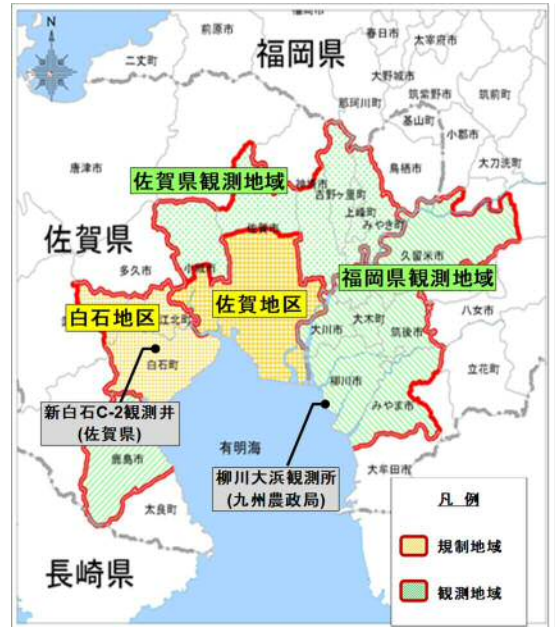 N
前原市
春日市
太宰府市
二丈町
福岡県
大野城市
筑紫野市
那珂川町
筑前町
基山町
小郡市
唐津市
鳥栖市
大刀洗町
佐賀県観測地域
神埼市
吉野ヶ里町
上峰町
みやき町
佐賀県
佐賀市
久留米市
多久市
小城市
福岡県観測地域
白石地区
江北町
佐賀地区
大川市
大木町
筑後市
八女市
白石町
柳川市
立花町
みやま市
新白石C-2観測井
(佐賀県)
有明海
鹿島市
柳川大浜観測所
(九州農政局)
大牟田市
太良町
長崎県
凡 例
規制地域
観測地域